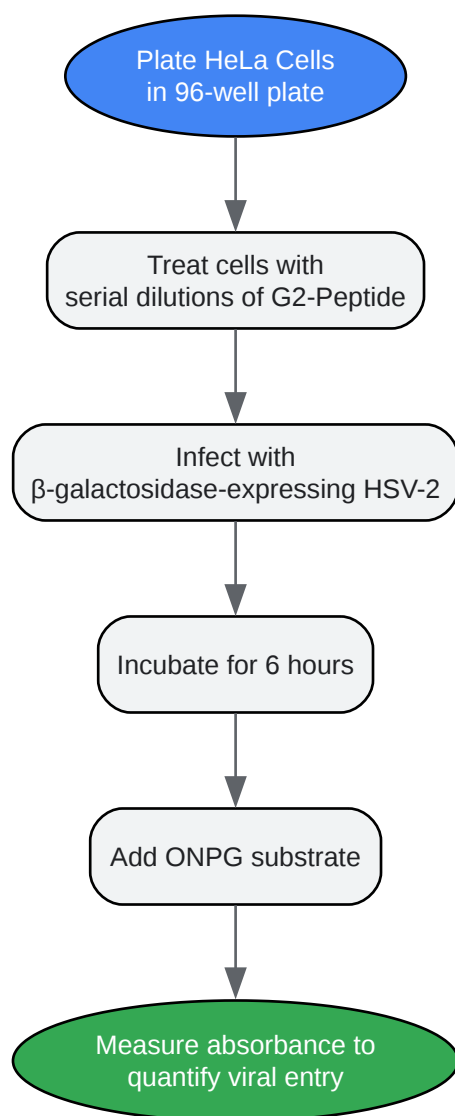 Plate HeLa Cells
in 96-well plate
Treat cells with
serial dilutions of G2-Peptide
Infect with
β-galactosidase-expressing HSV-2
Incubate for 6 hours
Add ONPG substrate
Measure absorbance to
quantify viral entry